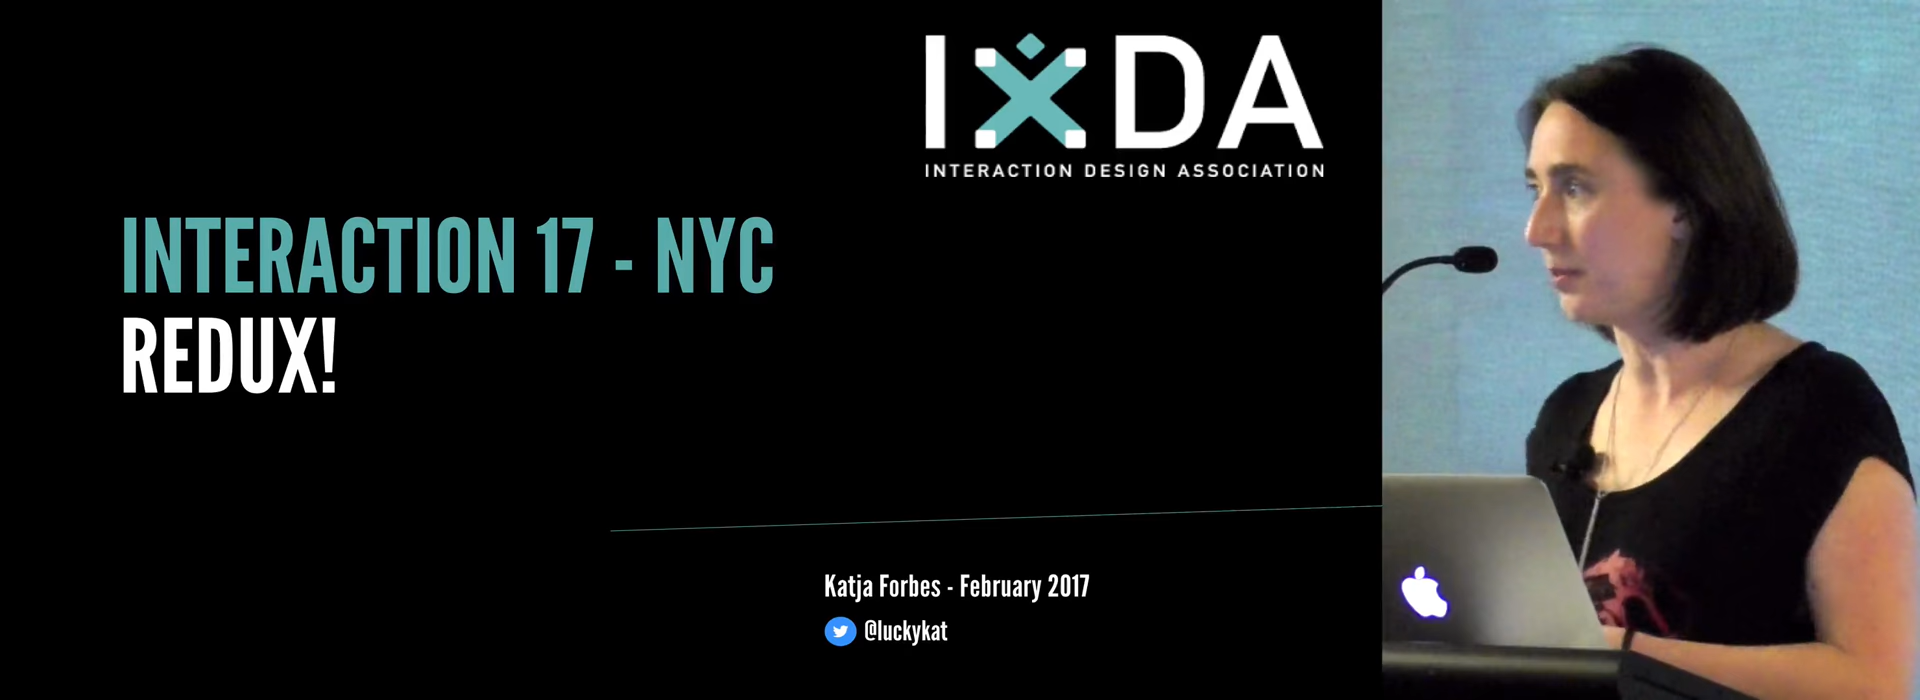 IXDA
INTERACTION DESIGN ASSOCIATION
INTERACTION 17 - NYC
REDUX!
Katja Forbes - February 2017
@luckykat